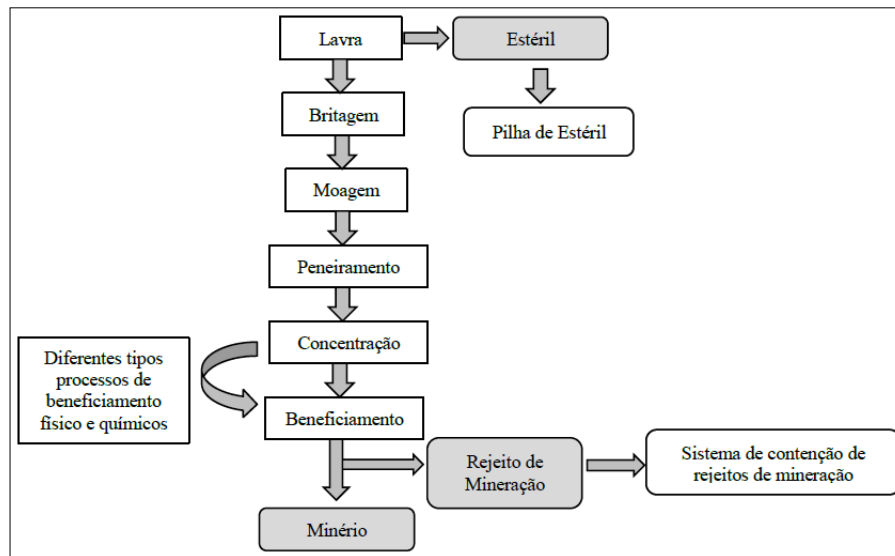 Lavra
Estéril
Pilha de Estéril
Britagem
Moagem
Peneiramento
Concentração
Diferentes tipos
processos de
beneficiamento
físico e químicos
Beneficiamento
Rejeito de
Mineração
Sistema de contenção de
rejeitos de mineração
Minério